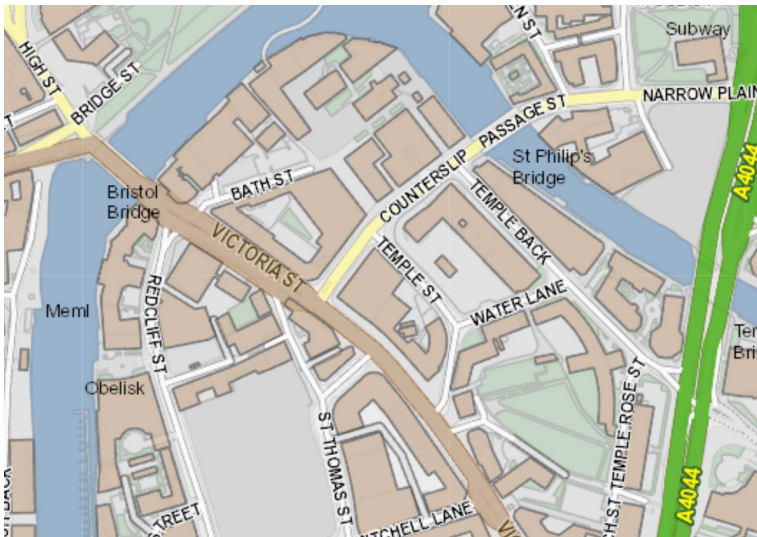 Subway
HIGH ST
BRIDGE ST
NARROW PLAIN
PASSAGE ST
St Philip's
Bridge
A4044
Bristol
Bridge
BATH ST
COUNTERSLIP
TEMPLE BACK
VICTORIA ST
TEMPLE ST
REDCLIFF ST
WATER LANE
Meml
Obelisk
ST THOMAS ST
TEMPLE ROSE ST
A4044